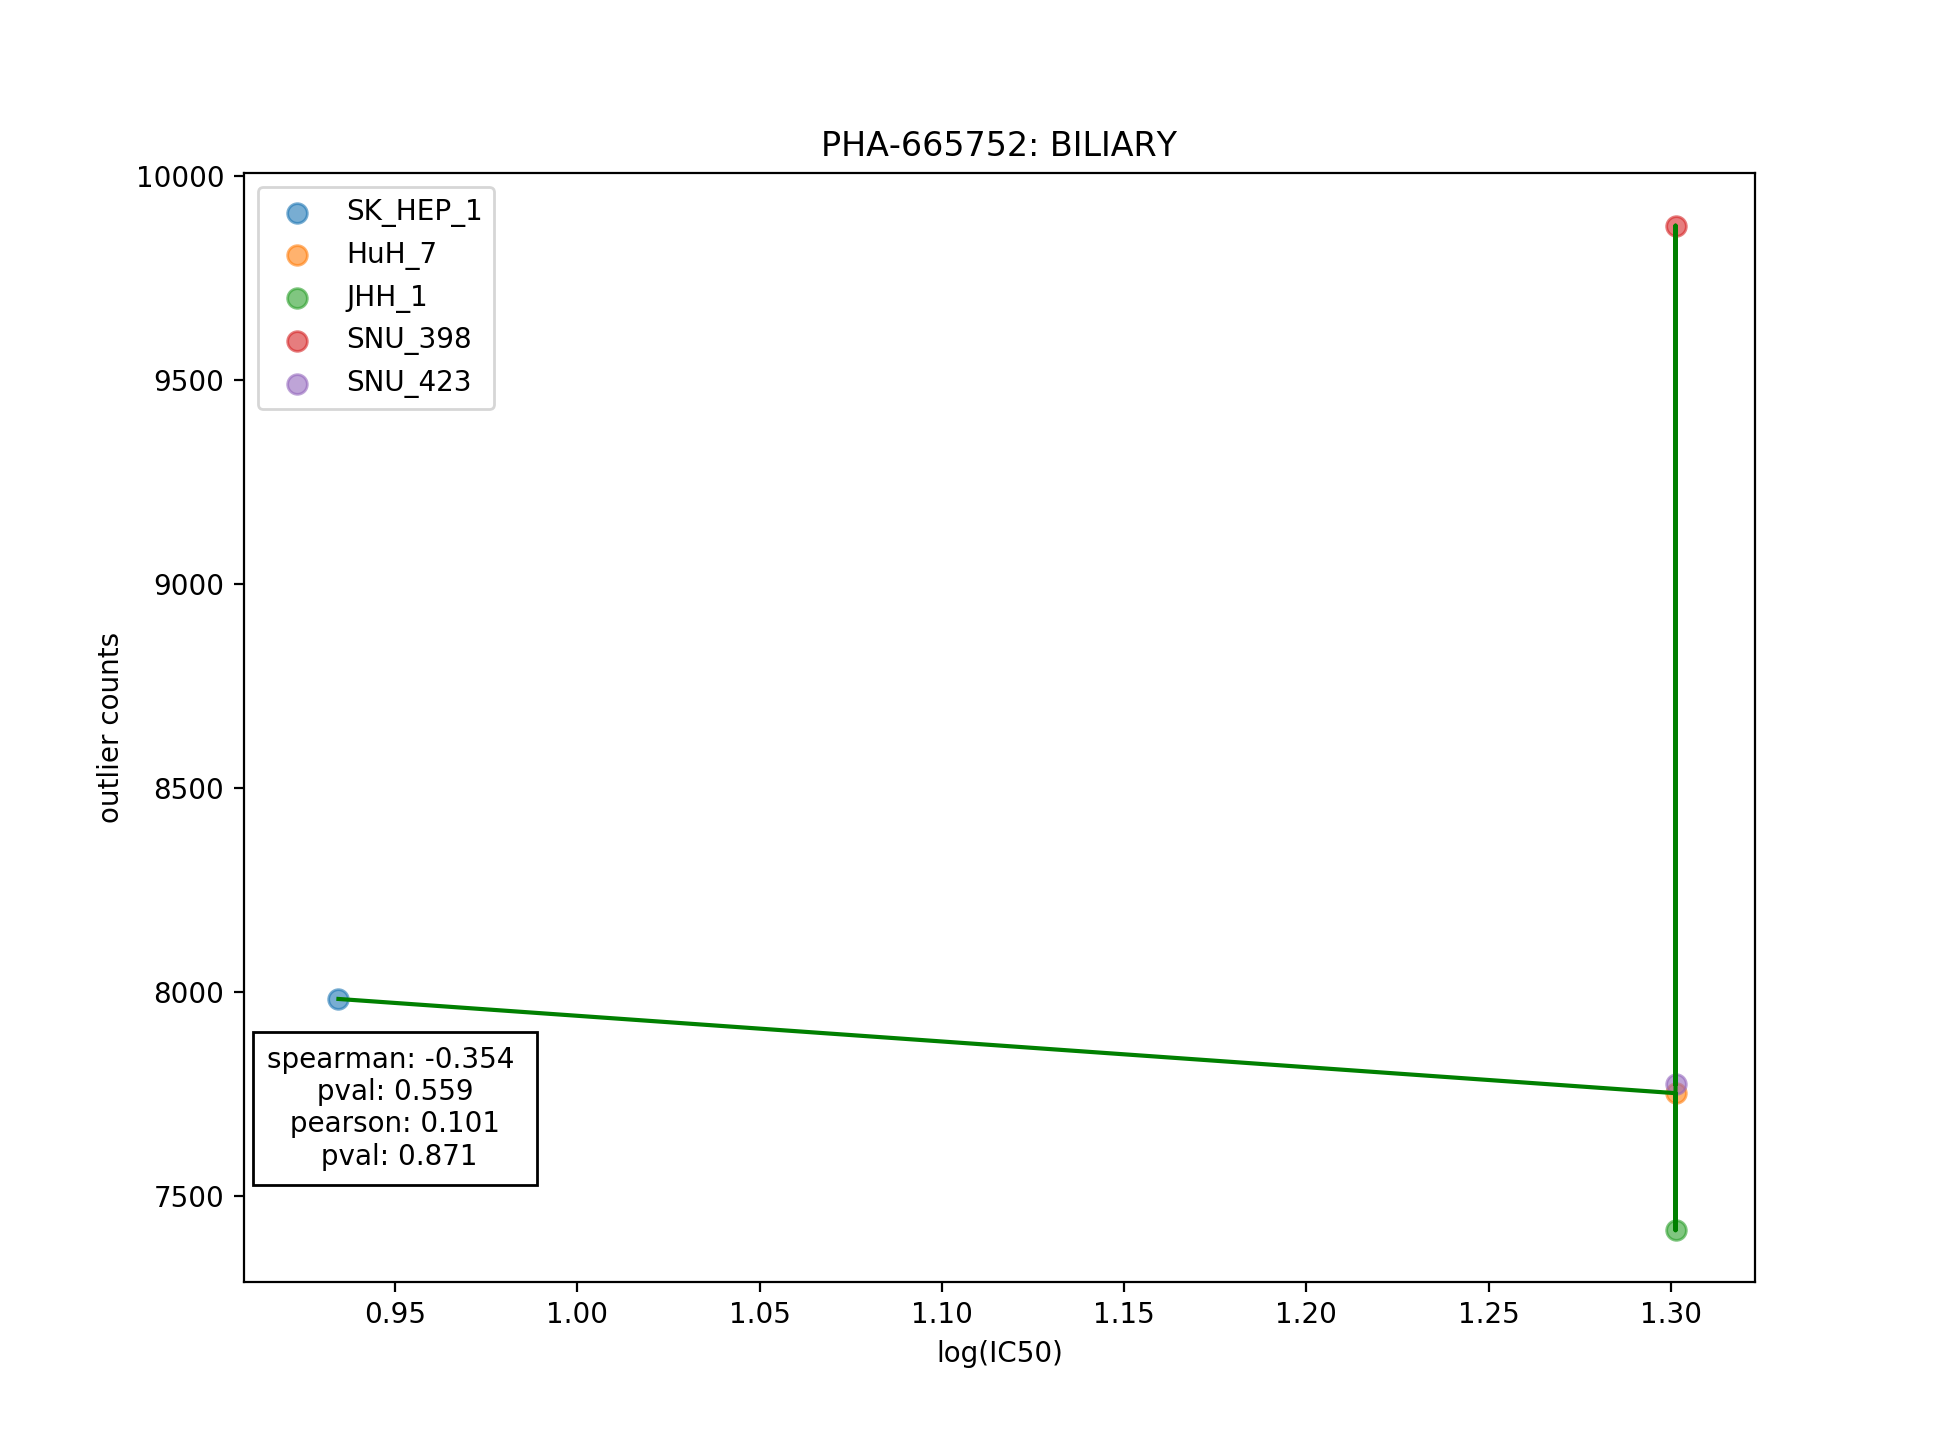 PHA-665752: BILIARY
10000
9500
9000
8500
8000
7500
outlier counts
SK_HEP_1
HuH_7
JHH_1
SNU_398
SNU_423
spearman: -0.354
pval: 0.559
pearson: 0.101
pval: 0.871
0.95 1.00 1.05 1.10 1.15 1.20 1.25 1.30
log(IC50)